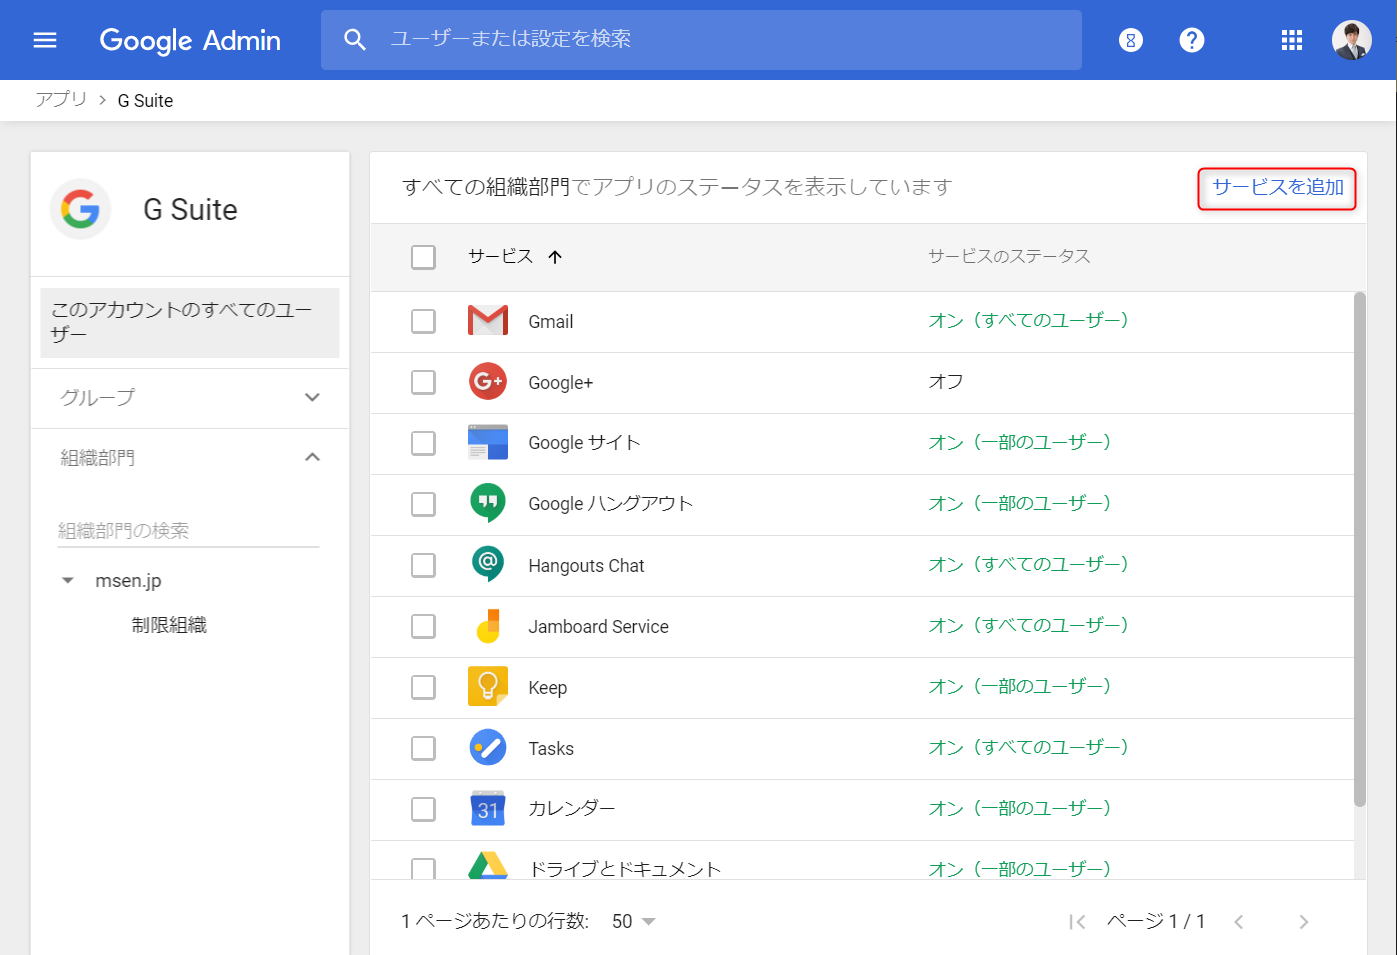 Google Admin
ユーザーまたは設定を検索
アプリ > G Suite
G Suite
このアカウントのすべてのユー
ザー
グループ
組織部門
組織部門の検索
msen.jp
制限組織
すべての組織部門でアプリのステータスを表示しています
サービスを追加
サービス サービスのステータス
Gmail オン（すべてのユーザー）
Google+ オフ
Google サイト オン（一部のユーザー）
Google ハングアウト オン（一部のユーザー）
Hangouts Chat オン（すべてのユーザー）
Jamboard Service オン（すべてのユーザー）
Keep オン（一部のユーザー）
Tasks オン（すべてのユーザー）
31 カレンダー オン（一部のユーザー）
ドライブとドキュメント オン（一部のユーザー）
1 ページあたりの行数: 50 ページ 1 / 1